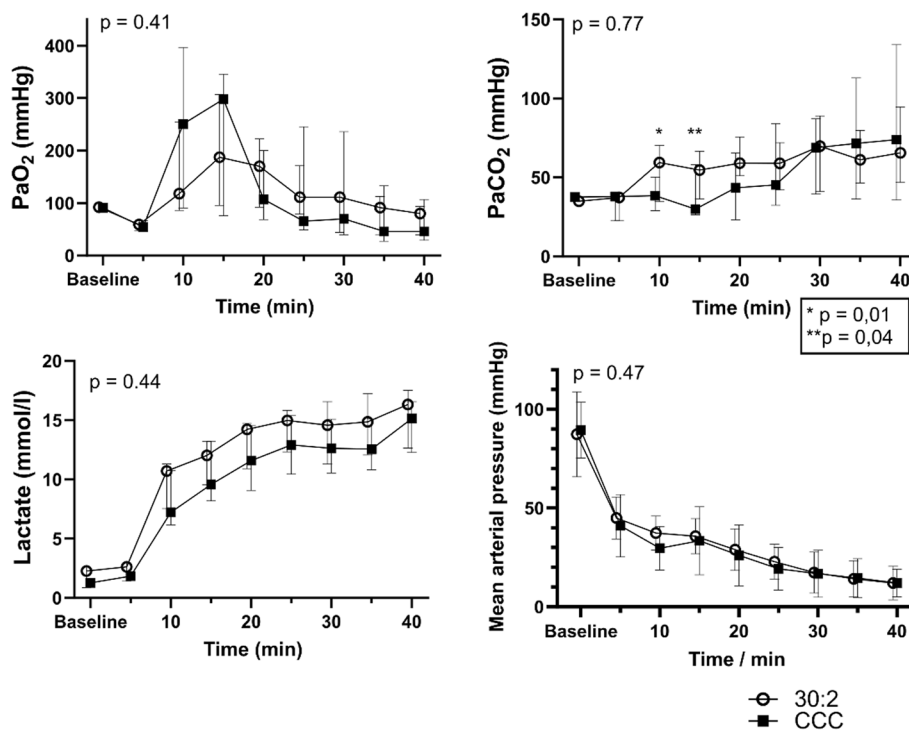 p = 0.41
PaO2 (mmHg)
400
300
200
100
0
Baseline 10 20 30 40
Time (min)
p = 0.77
PaCO2 (mmHg)
150
100
50
0
Baseline 10 20 30 40
Time (min)
* **
* p = 0,01
**p = 0,04
p = 0.44
Lactate (mmol/l)
20
15
10
5
0
Baseline 10 20 30 40
Time (min)
p = 0.47
Mean arterial pressure (mmHg)
100
50
0
Baseline 10 20 30 40
Time / min
30:2
CCC